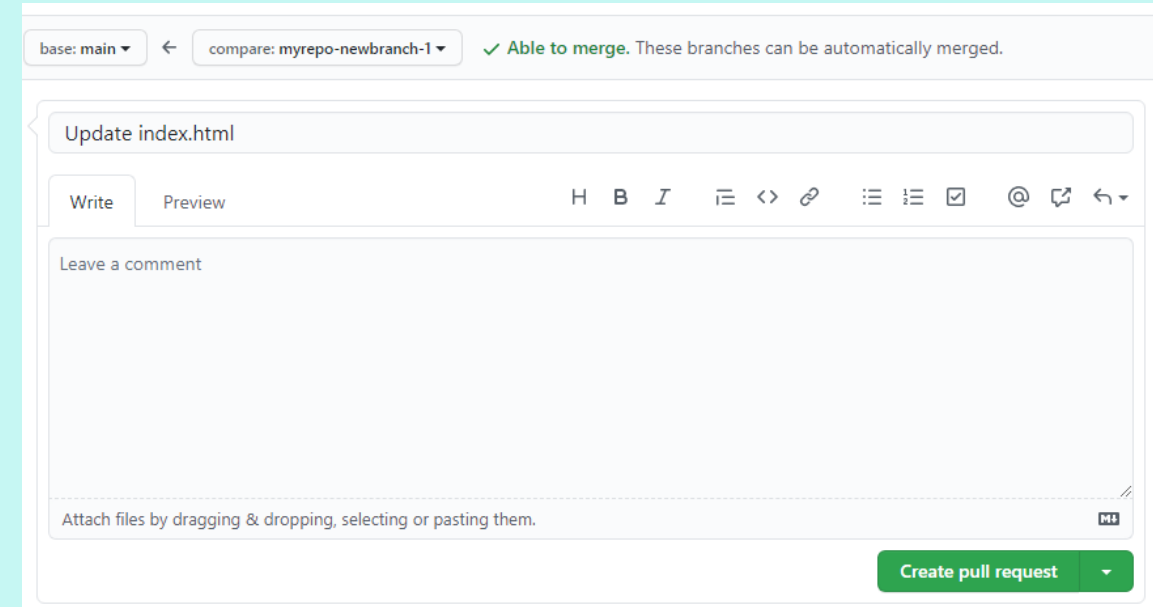 base: main compare: myrepo-newbranch-1 Able to merge. These branches can be automatically merged.
Update index.html
Write Preview H B I @
Leave a comment
Attach files by dragging & dropping, selecting or pasting them.
Create pull request